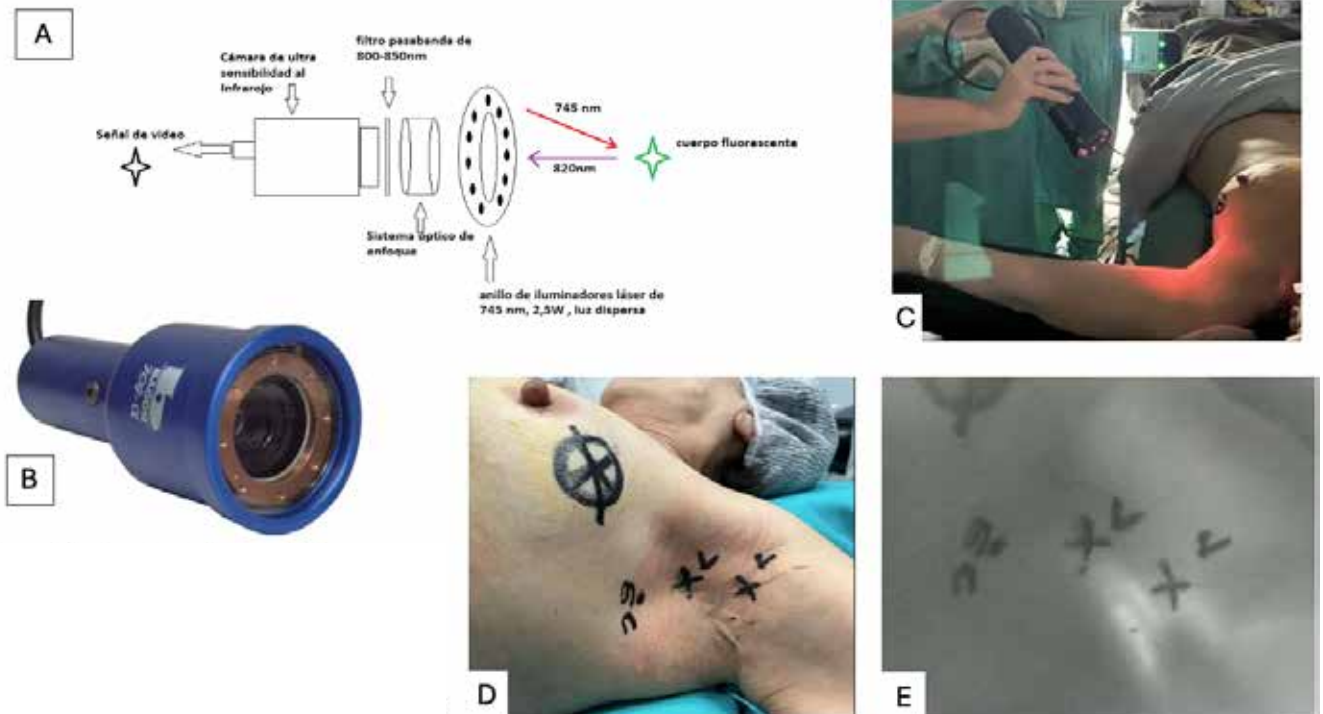 A
filtro pasabanda de
800-850nm
Cámara de ultra
sensibilidad al
Infrarojo
745 nm
Señal de video
cuerpo fluorescente
820nm
Sistema óptico de
enfoque
anillo de iluminadores láser de
745 nm, 2,5W , luz dispersa
B
C
D
E